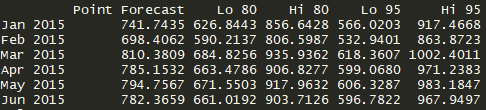 Point Forecast Lo 80 Hi 80 Lo 95 Hi 95
Jan 2015 741.7435 626.8443 856.6428 566.0203 917.4668
Feb 2015 698.4062 590.2137 806.5987 532.9401 863.8723
Mar 2015 810.3809 684.8256 935.9362 618.3607 1002.4011
Apr 2015 785.1532 663.4786 906.8277 599.0680 971.2383
May 2015 794.7567 671.5503 917.9632 606.3287 983.1847
Jun 2015 782.3659 661.0192 903.7126 596.7822 967.9497